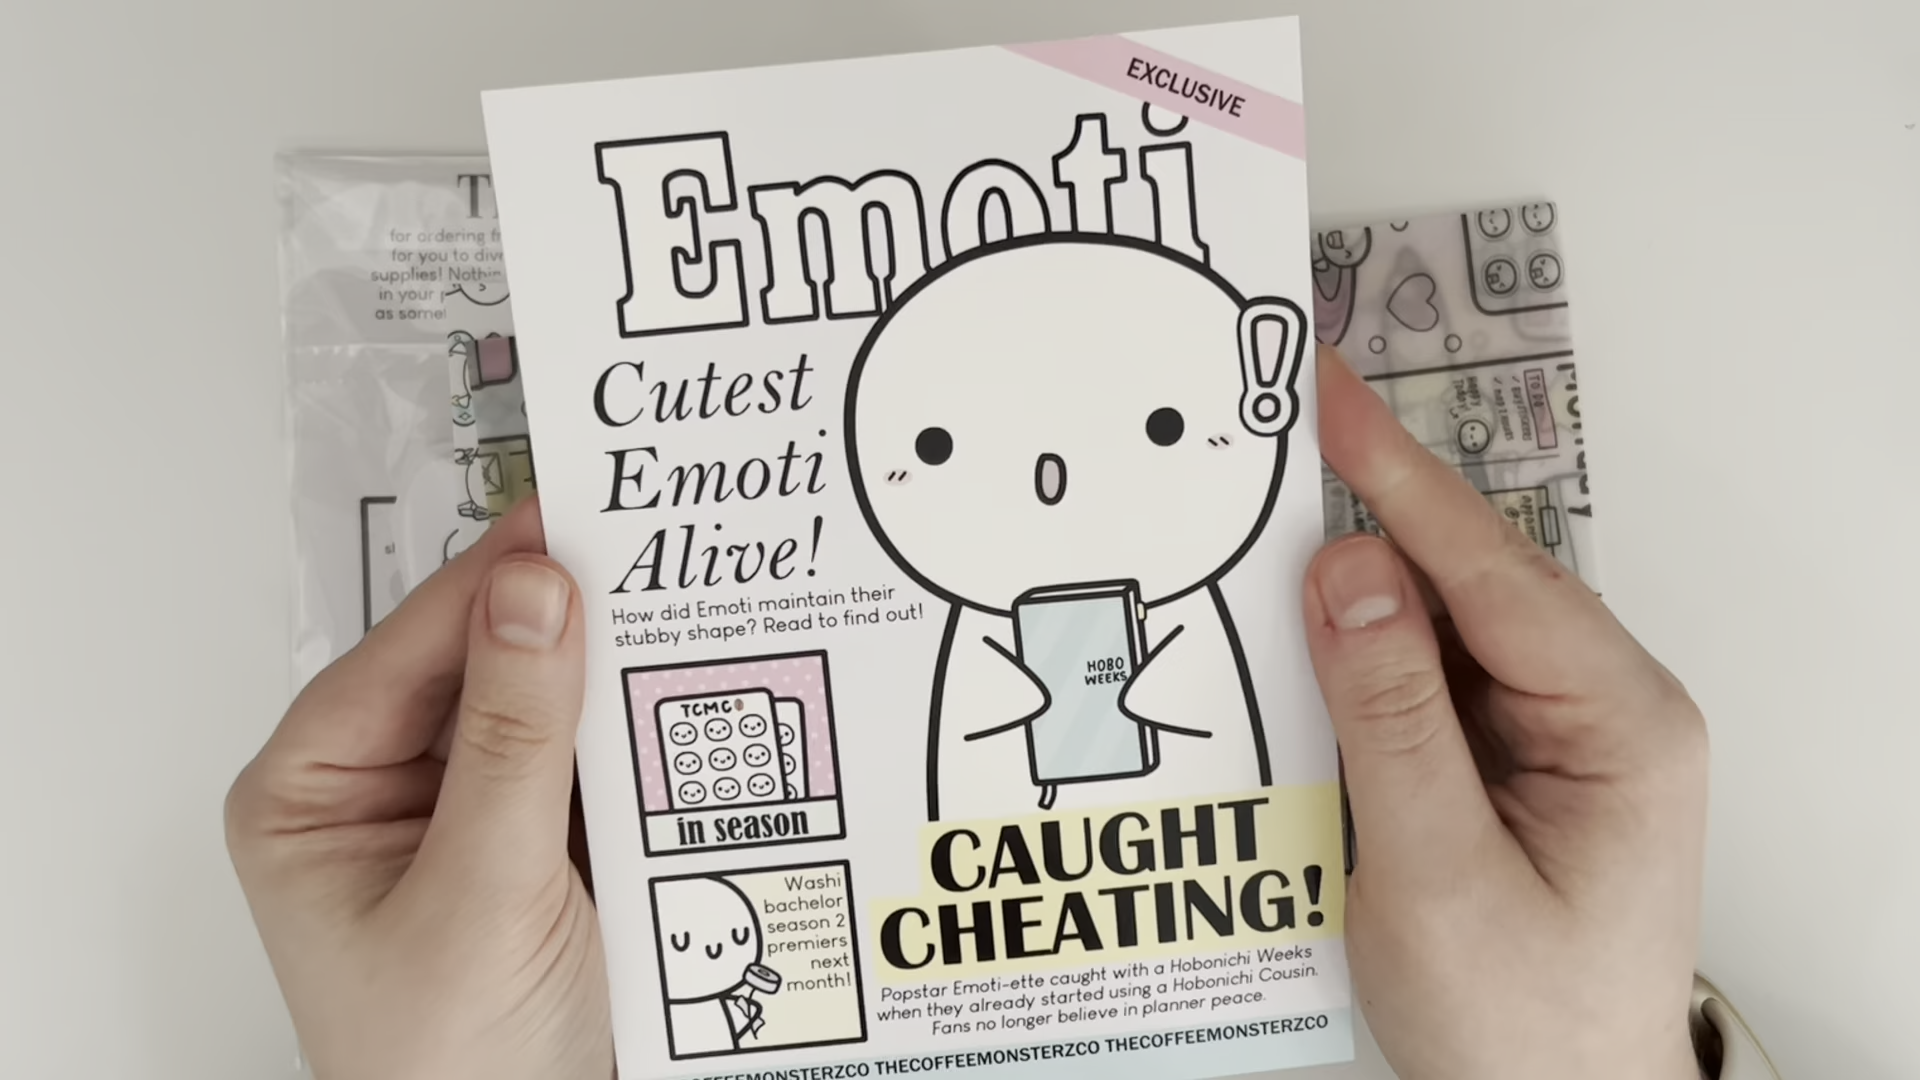 EXCLUSIVE
Emoti
Cutest
Emoti
Alive!
How did Emoti maintain their
stubby shape? Read to find out!
HOBO
WEEKS
TCMC
in season
Washi
bachelor
season 2
premiers
next
month!
CAUGHT
CHEATING!
Popstar Emoti-ette caught with a Hobonichi Weeks
when they already started using a Hobonichi Cousin.
Fans no longer believe in planner peace.
THECOFFEEMONSTERZCO THECOFFEEMONSTERZCO
for ordering
for you to
supplies!
in your
TO DO